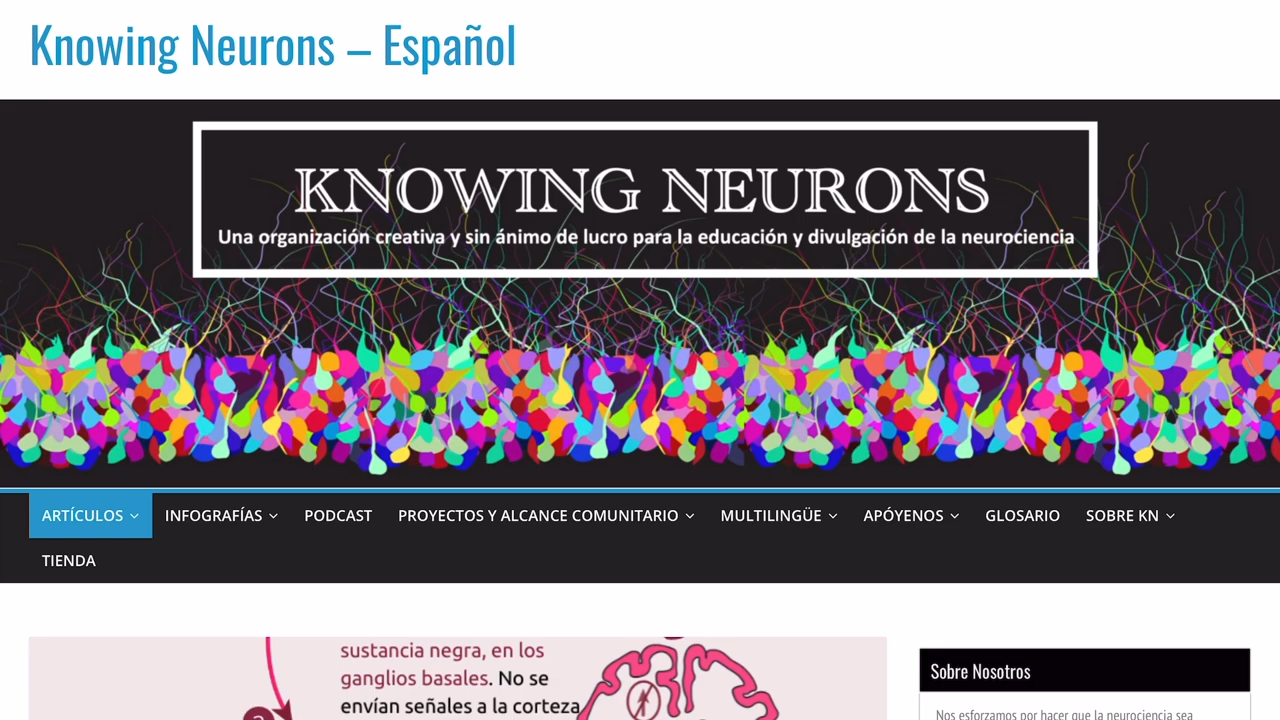 Knowing Neurons – Español
KNOWING NEURONS
Una organización creativa y sin ánimo de lucro para la educación y divulgación de la neurociencia
ARTÍCULOS INFOGRAFÍAS PODCAST PROYECTOS Y ALCANCE COMUNITARIO MULTILINGÜE APÓYENOS GLOSARIO SOBRE KN
TIENDA
sustancia negra, en los
ganglios basales. No se
envían señales a la corteza
Sobre Nosotros
Nos esforzamos por hacer que la neurociencia sea